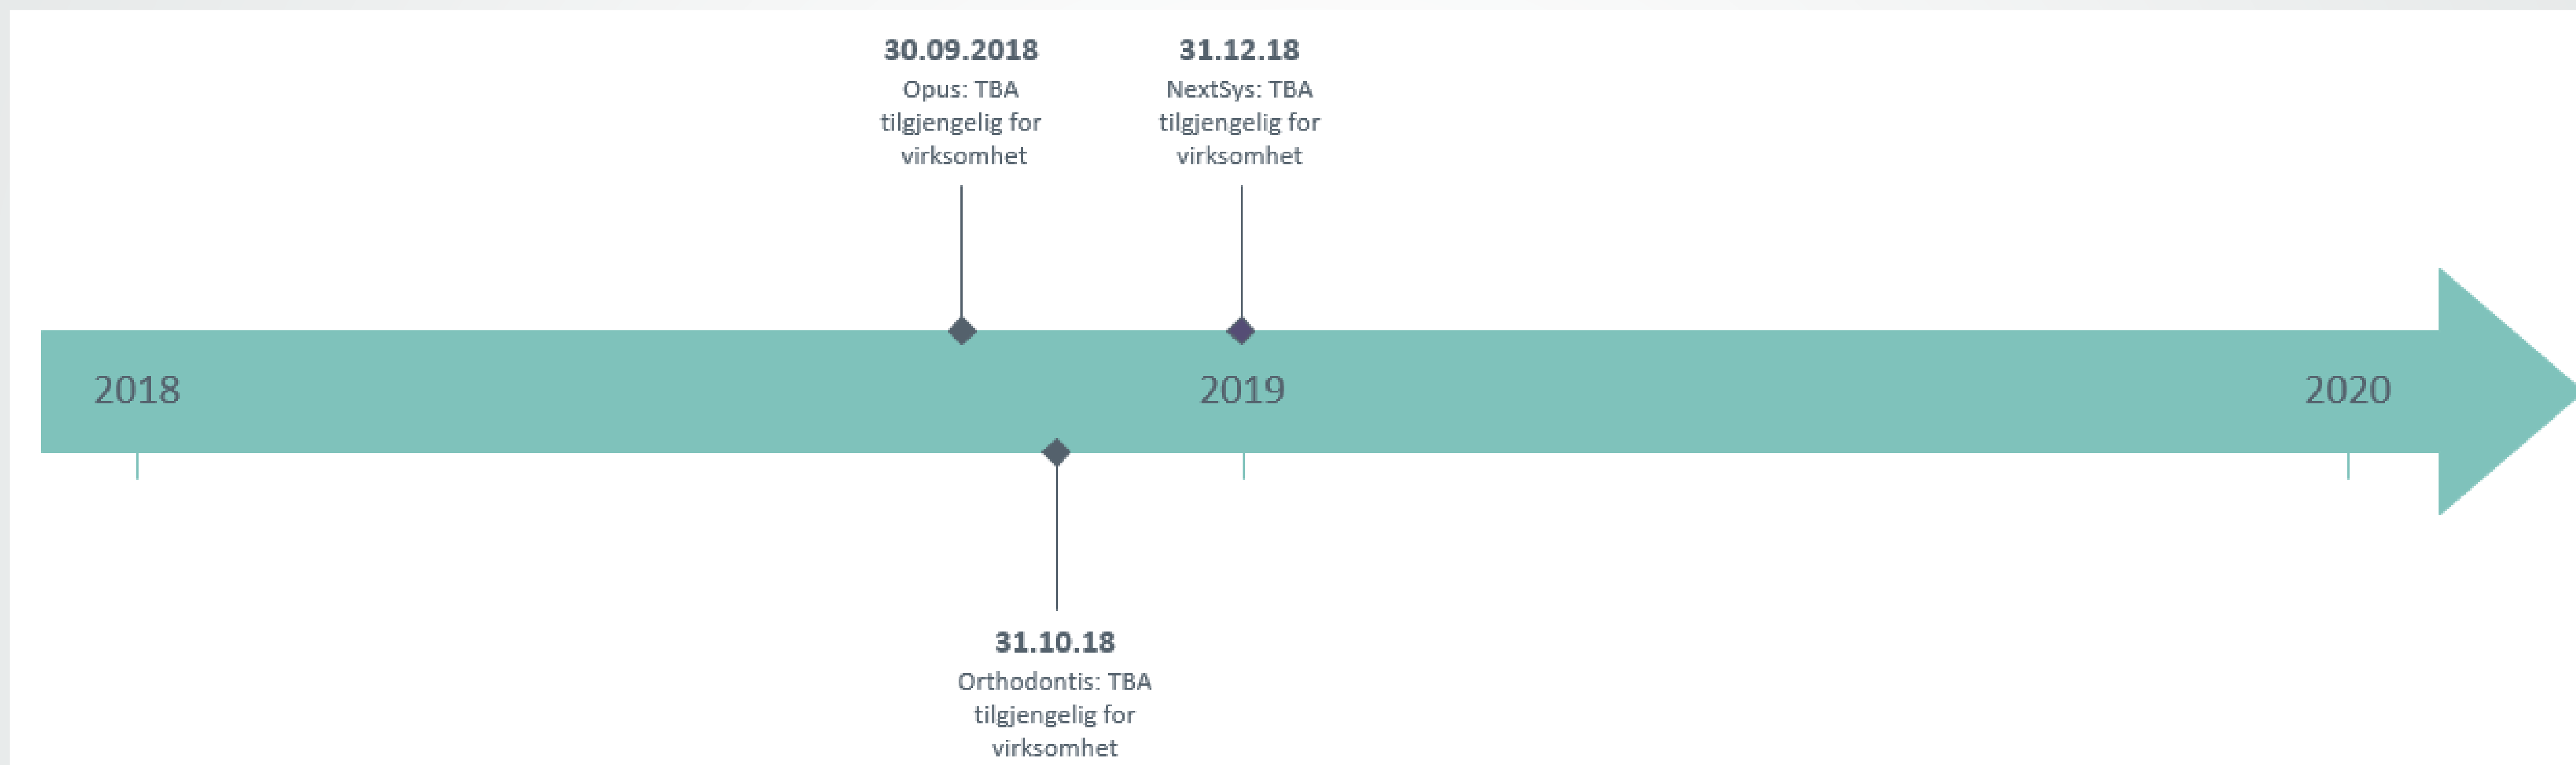 30.09.2018
Opus: TBA
tilgjengelig for
virksomhet
31.12.18
NextSys: TBA
tilgjengelig for
virksomhet
2018
2019
2020
31.10.18
Orthodontis: TBA
tilgjengelig for
virksomhet